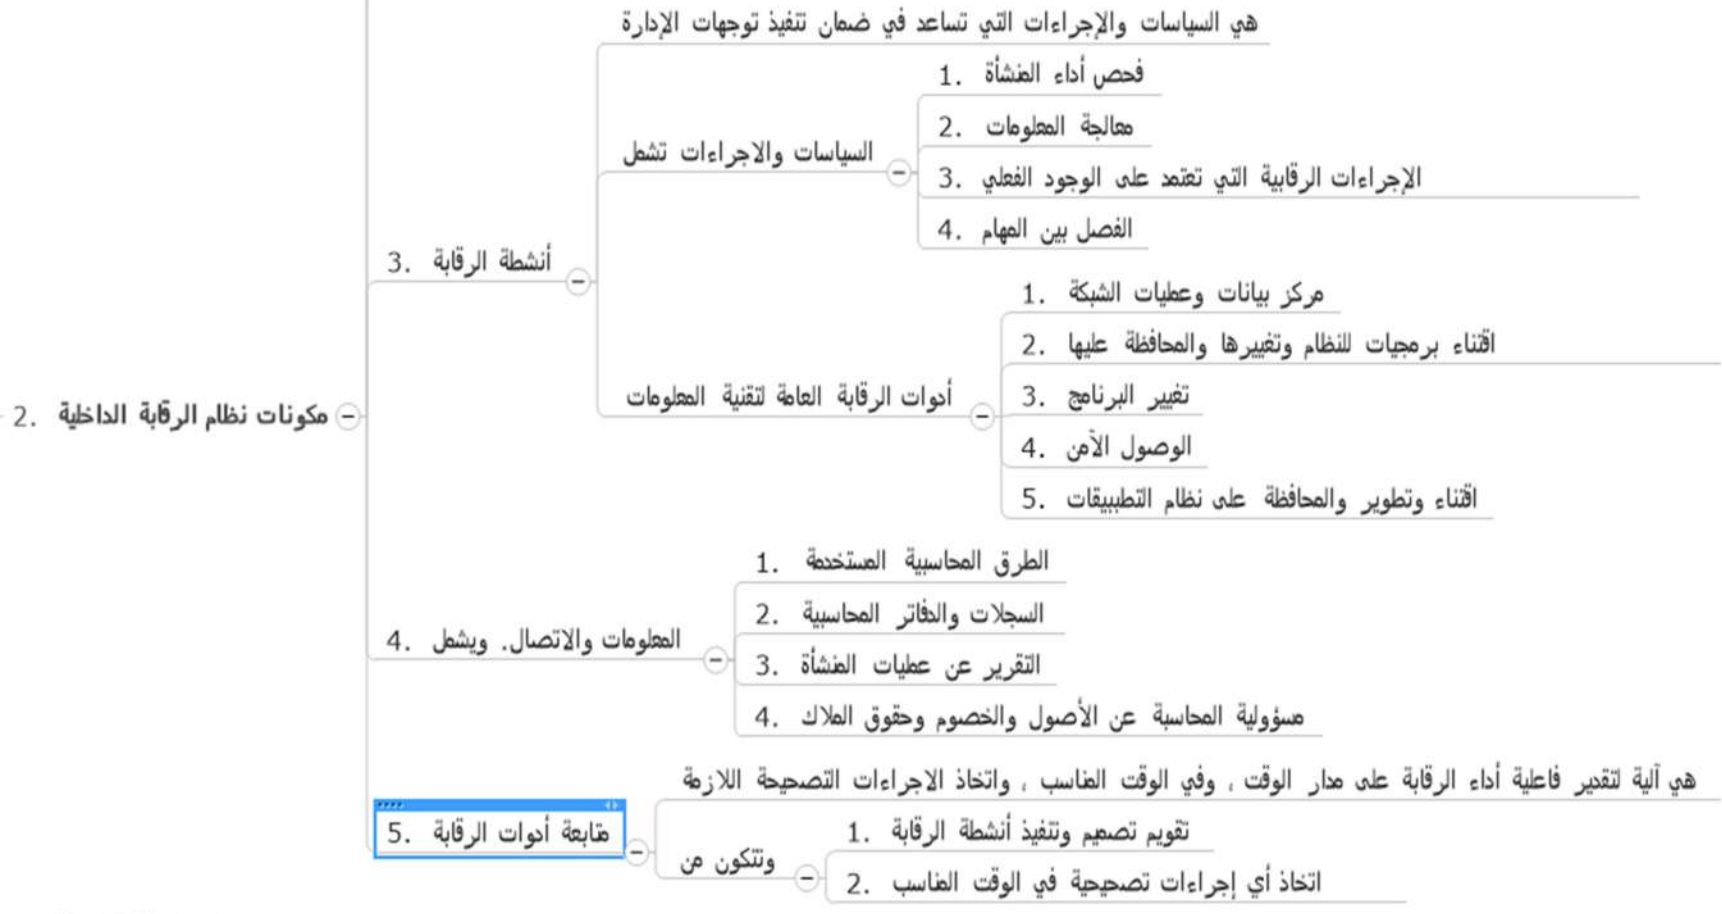 2. مكونات نظام الرقابة الداخلية
3. أنشطة الرقابة
هي السياسات والإجراءات التي تساعد في ضمان تنفيذ توجهات الإدارة
السياسات والاجراءات تشمل
1. فحص أداء المنشأة
2. معالجة المعلومات
3. الإجراءات الرقابية التي تعتمد على الوجود الفعلي
4. الفصل بين المهام
أدوات الرقابة العامة لتقنية المعلومات
1. مركز بيانات وعمليات الشبكة
2. اقتناء برمجيات للنظام وتغييرها والمحافظة عليها
3. تغيير البرنامج
4. الوصول الآمن
5. اقتناء وتطوير والمحافظة على نظام التطبييقات
4. المعلومات والاتصال. ويشمل
1. الطرق المحاسبية المستخدمة
2. السجلات والدفاتر المحاسبية
3. التقرير عن عمليات المنشأة
4. مسؤولية المحاسبة عن الأصول والخصوم وحقوق الملاك
5. متابعة أدوات الرقابة
هي آلية لتقدير فاعلية أداء الرقابة على مدار الوقت ، وفي الوقت المناسب ، واتخاذ الاجراءات التصحيحة اللازمة
وتتكون من
1. تقويم تصميم وتنفيذ أنشطة الرقابة
2. اتخاذ أي إجراءات تصحيحية في الوقت المناسب